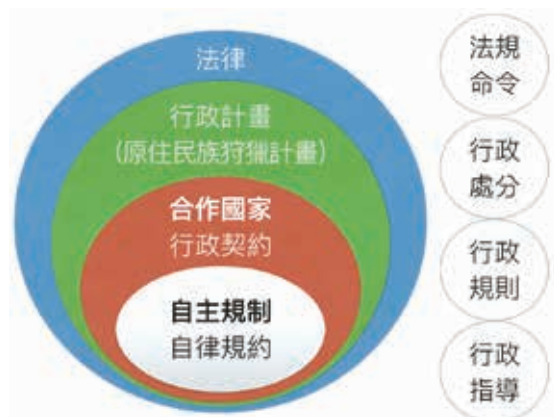 法律
行政計畫
（原住民族狩獵計畫）
合作國家
行政契約
自主規制
自律規約
法規
命令
行政
處分
行政
規則
行政
指導